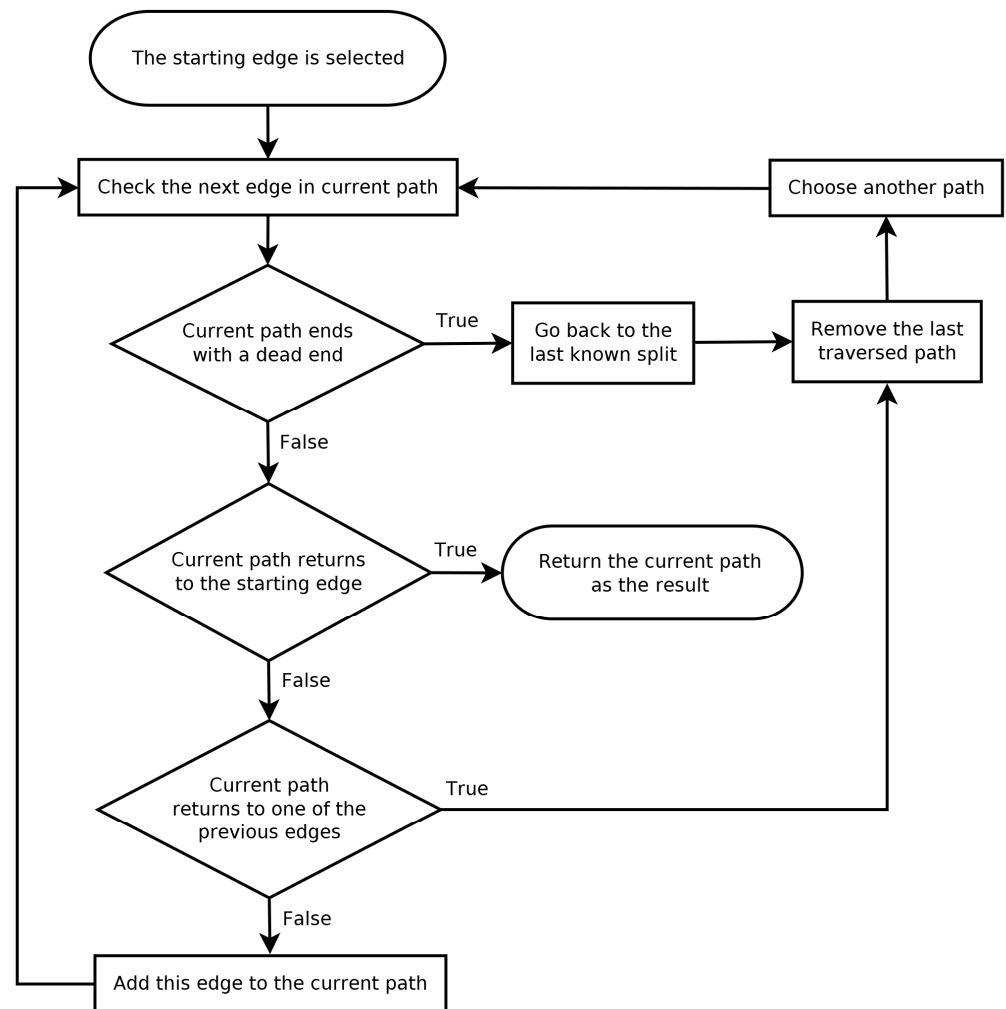 The starting edge is selected
Check the next edge in current path
Choose another path
Current path ends
with a dead end
True
Go back to the
last known split
Remove the last
traversed path
False
Current path returns
to the starting edge
True
Return the current path
as the result
False
Current path
returns to one of the
previous edges
True
False
Add this edge to the current path